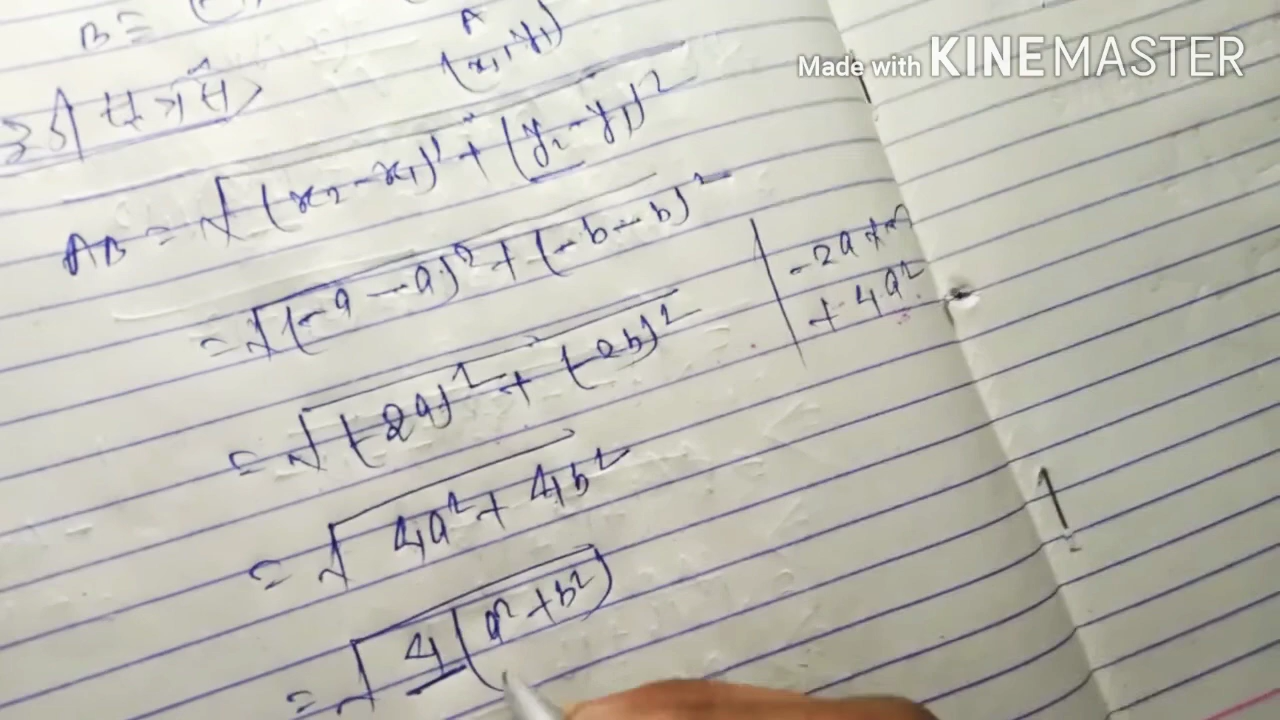 Made with KINEMASTER
B =
A
(x₁, y₁)
AB = √(x₂ - x₁)² + (y₂ - y₁)²
= √(-a - a)² + (-b - b)²
-2a x -
+ 4a²
= √(-2a)² + (-2b)²
= √4a² + 4b²
= √4(a² + b²)